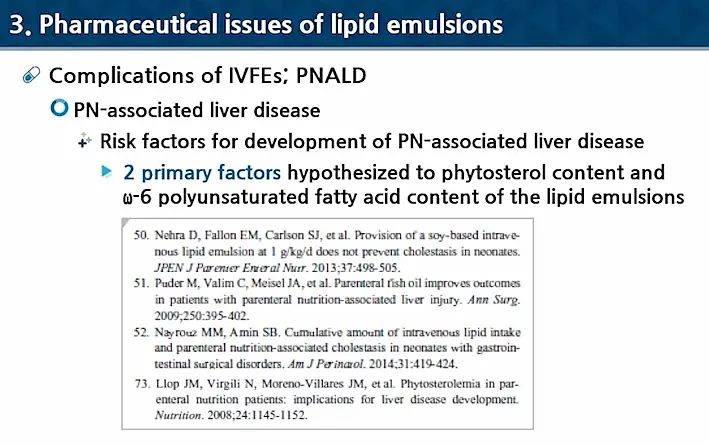 3. Pharmaceutical issues of lipid emulsions
Complications of IVFEs; PNALD
PN-associated liver disease
Risk factors for development of PN-associated liver disease
2 primary factors hypothesized to phytosterol content and
ω-6 polyunsaturated fatty acid content of the lipid emulsions
50. Nehra D, Fallon EM, Carlson SJ, et al. Provision of a soy-based intrave-
nous lipid emulsion at 1 g/kg/d does not prevent cholestasis in neonates.
JPEN J Parenter Enteral Nutr. 2013;37:498-505.
51. Puder M, Valim C, Meisel JA, et al. Parenteral fish oil improves outcomes
in patients with parenteral nutrition-associated liver injury. Ann Surg.
2009;250:395-402.
52. Nayrouz MM, Amin SB. Cumulative amount of intravenous lipid intake
and parenteral nutrition-associated cholestasis in neonates with gastroin-
testinal surgical disorders. Am J Perinatol. 2014;31:419-424.
73. Llop JM, Virgili N, Moreno-Villares JM, et al. Phytosterolemia in par-
enteral nutrition patients: implications for liver disease development.
Nutrition. 2008;24:1145-1152.